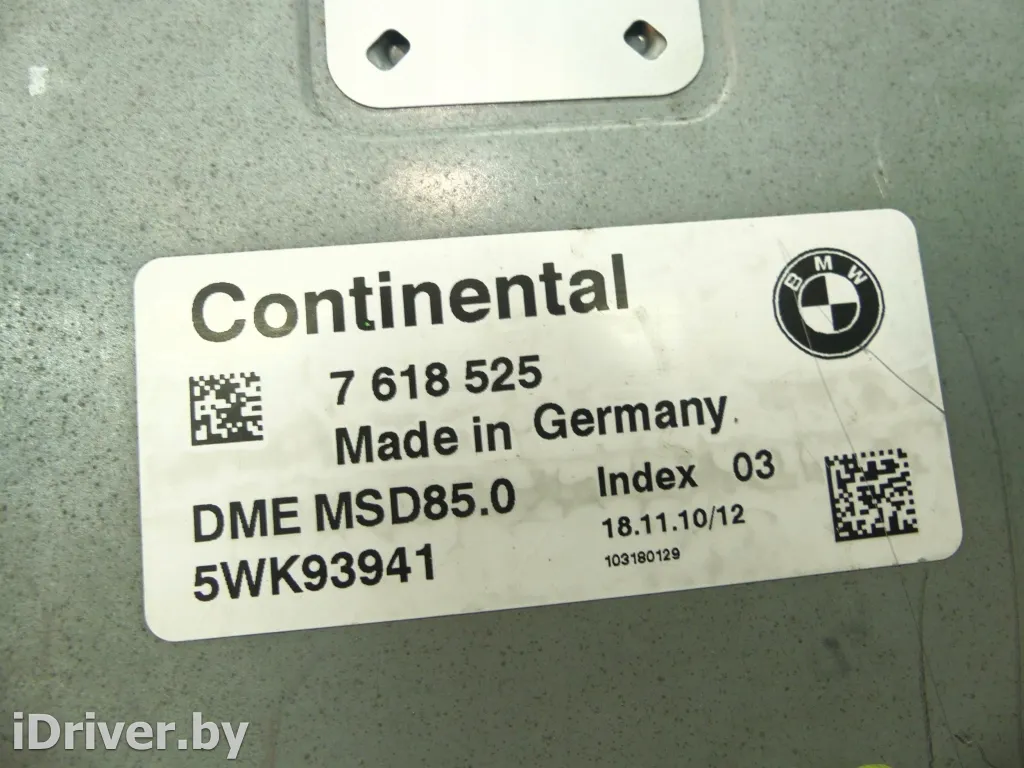 Continental
BMW
7 618 525
Made in Germany.
DME MSD85.0
Index 03
5WK93941
18.11.10/12
103180129
iDriver.by